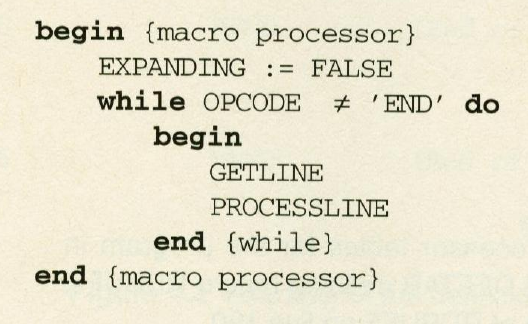 begin {macro processor}
EXPANDING := FALSE
while OPCODE ≠ 'END' do
begin
GETLINE
PROCESSLINE
end {while}
end {macro processor}